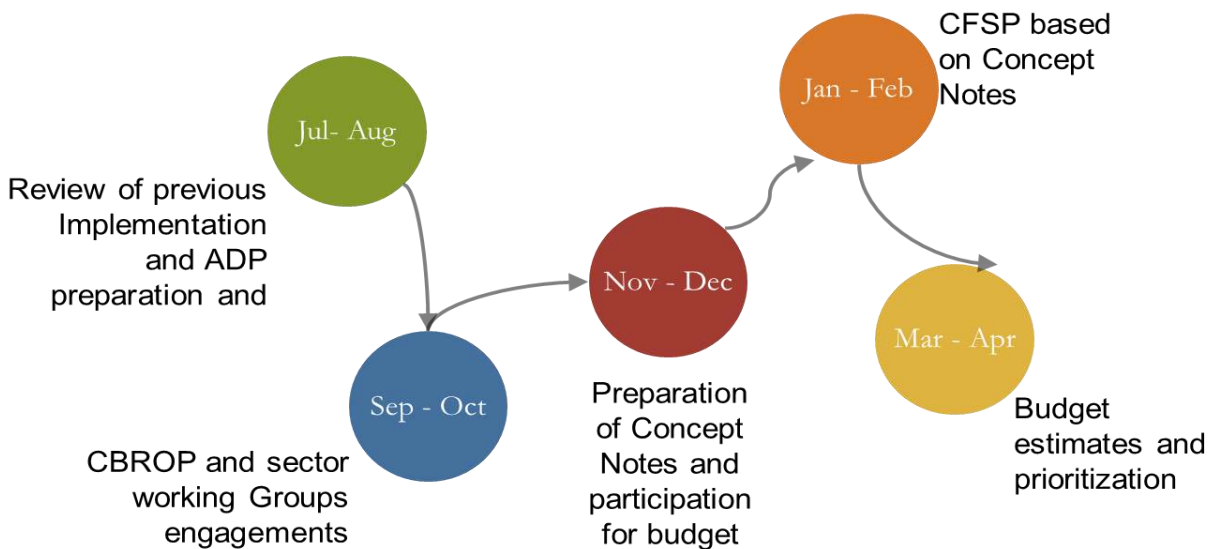 Jul- Aug
Review of previous
Implementation
and ADP
preparation and
Sep - Oct
CBROP and sector
working Groups
engagements
Nov - Dec
Preparation
of Concept
Notes and
participation
for budget
Jan - Feb
CFSP based
on Concept
Notes
Mar - Apr
Budget
estimates and
prioritization